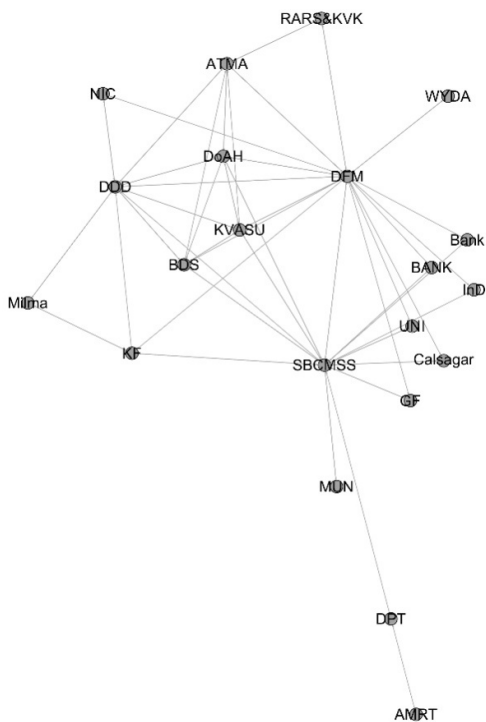 RARS&KVK
ATMA
NIC
WYDA
DoAH
DFM
DDD
KVASU
Bank
BDS
BANK
InD
Milma
UNI
KF
Calsagar
SBCMSS
GF
MUN
DPT
AMRT